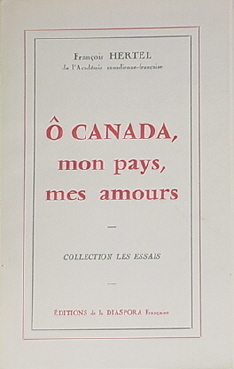 François HERTEL
de l'Académie canadienne-française
Ô CANADA,
mon pays,
mes amours
COLLECTION LES ESSAIS
ÉDITIONS de la DIASPORA Française